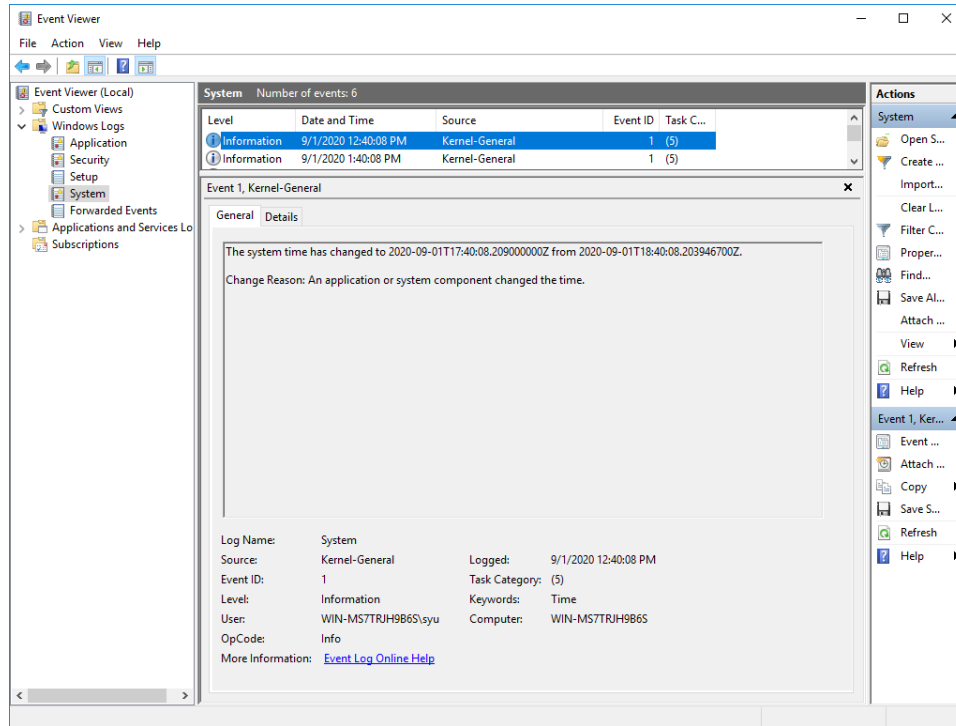 Event Viewer
File Action View Help
Event Viewer (Local)
Custom Views
Windows Logs
Application
Security
Setup
System
Forwarded Events
Applications and Services Lo
Subscriptions
System Number of events: 6
Level Date and Time Source Event ID Task C...
Information 9/1/2020 12:40:08 PM Kernel-General 1 (5)
Information 9/1/2020 1:40:08 PM Kernel-General 1 (5)
Event 1, Kernel-General
General Details
The system time has changed to 2020-09-01T17:40:08.209000000Z from 2020-09-01T18:40:08.203946700Z.
Change Reason: An application or system component changed the time.
Log Name: System
Source: Kernel-General Logged: 9/1/2020 12:40:08 PM
Event ID: 1 Task Category: (5)
Level: Information Keywords: Time
User: WIN-MS7TRJH9B6S\syu Computer: WIN-MS7TRJH9B6S
OpCode: Info
More Information: Event Log Online Help
Actions
System
Open S...
Create ...
Import...
Clear L...
Filter C...
Proper...
Find...
Save Al...
Attach ...
View
Refresh
Help
Event 1, Ker...
Event ...
Attach ...
Copy
Save S...
Refresh
Help